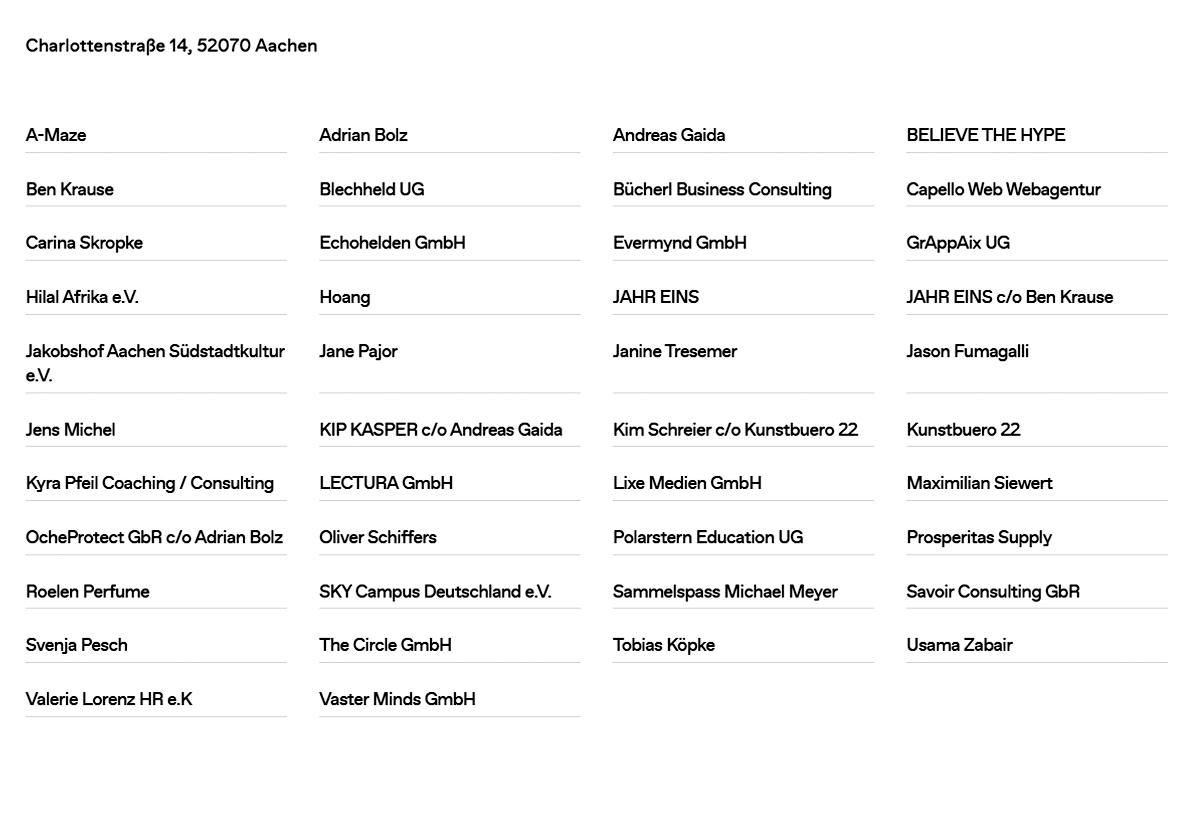 Charlottenstraße 14, 52070 Aachen
A-Maze
Adrian Bolz
Andreas Gaida
BELIEVE THE HYPE
Ben Krause
Blechheld UG
Bücherl Business Consulting
Capello Web Webagentur
Carina Skropke
Echohelden GmbH
Evermynd GmbH
GrAppAix UG
Hilal Afrika e.V.
Hoang
JAHR EINS
JAHR EINS c/o Ben Krause
Jakobshof Aachen Südstadtkultur
e.V.
Jane Pajor
Janine Tresemer
Jason Fumagalli
Jens Michel
KIP KASPER c/o Andreas Gaida
Kim Schreier c/o Kunstbuero 22
Kunstbuero 22
Kyra Pfeil Coaching / Consulting
LECTURA GmbH
Lixe Medien GmbH
Maximilian Siewert
OcheProtect GbR c/o Adrian Bolz
Oliver Schiffers
Polarstern Education UG
Prosperitas Supply
Roelen Perfume
SKY Campus Deutschland e.V.
Sammelspass Michael Meyer
Savoir Consulting GbR
Svenja Pesch
The Circle GmbH
Tobias Köpke
Usama Zabair
Valerie Lorenz HR e.K
Vaster Minds GmbH